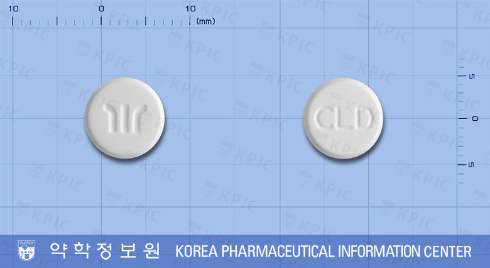 10 0 10 (mm)
CLD
5
0
5
약학정보원 KOREA PHARMACEUTICAL INFORMATION CENTER